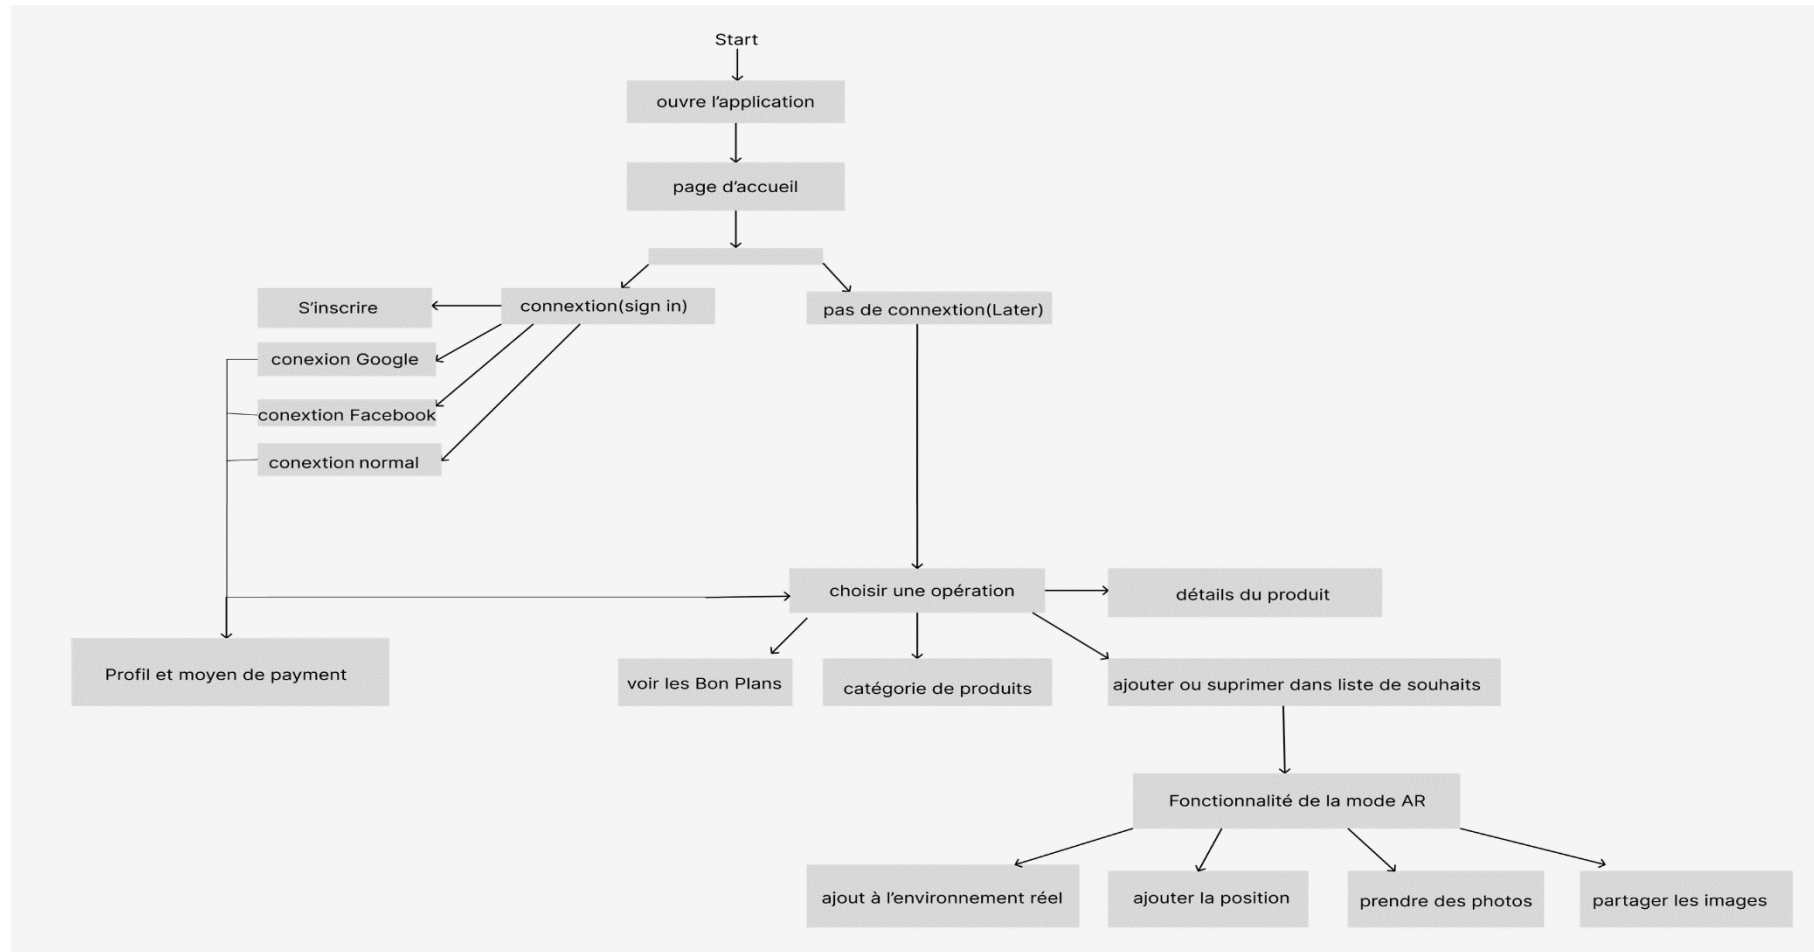 Start
ouvre l'application
page d'accueil
connextion(sign in)
pas de connextion(Later)
S'inscrire
conexion Google
conextion Facebook
conextion normal
choisir une opération
détails du produit
Profil et moyen de payment
voir les Bon Plans
catégorie de produits
ajouter ou suprimer dans liste de souhaits
Fonctionnalité de la mode AR
ajout à l'environnement réel
ajouter la position
prendre des photos
partager les images